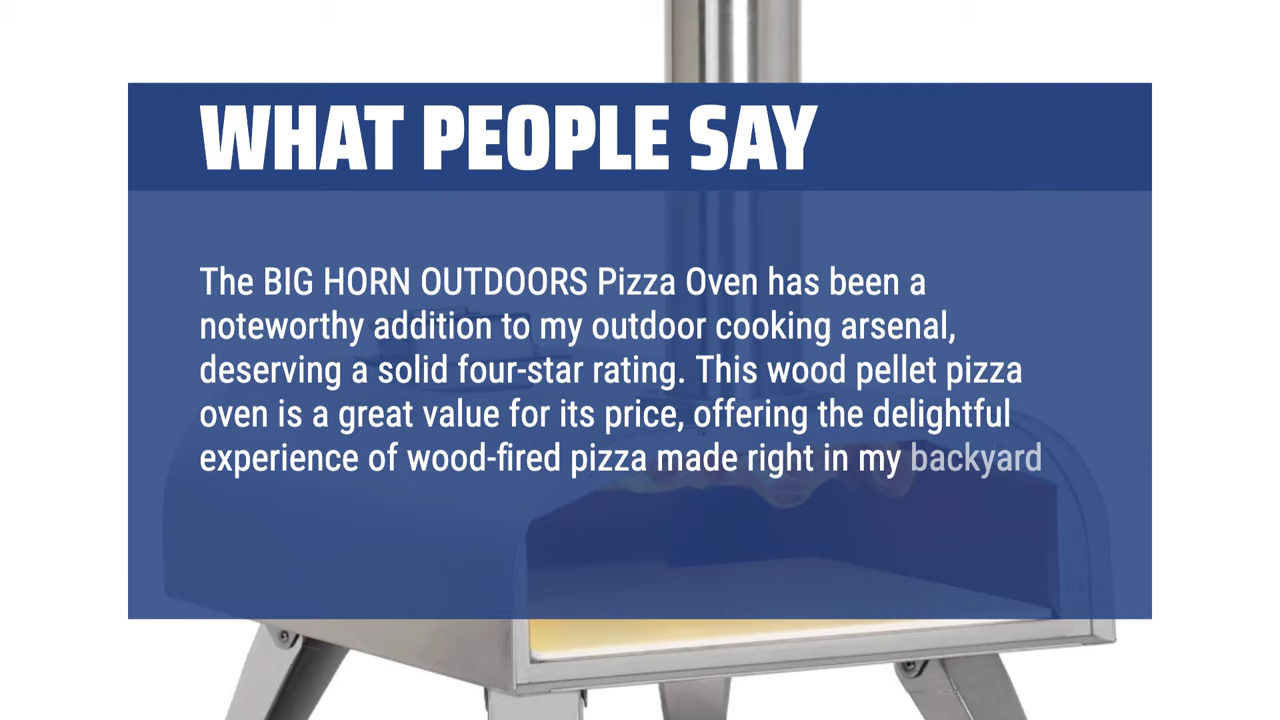 WHAT PEOPLE SAY
The BIG HORN OUTDOORS Pizza Oven has been a
noteworthy addition to my outdoor cooking arsenal,
deserving a solid four-star rating. This wood pellet pizza
oven is a great value for its price, offering the delightful
experience of wood-fired pizza made right in my backyard